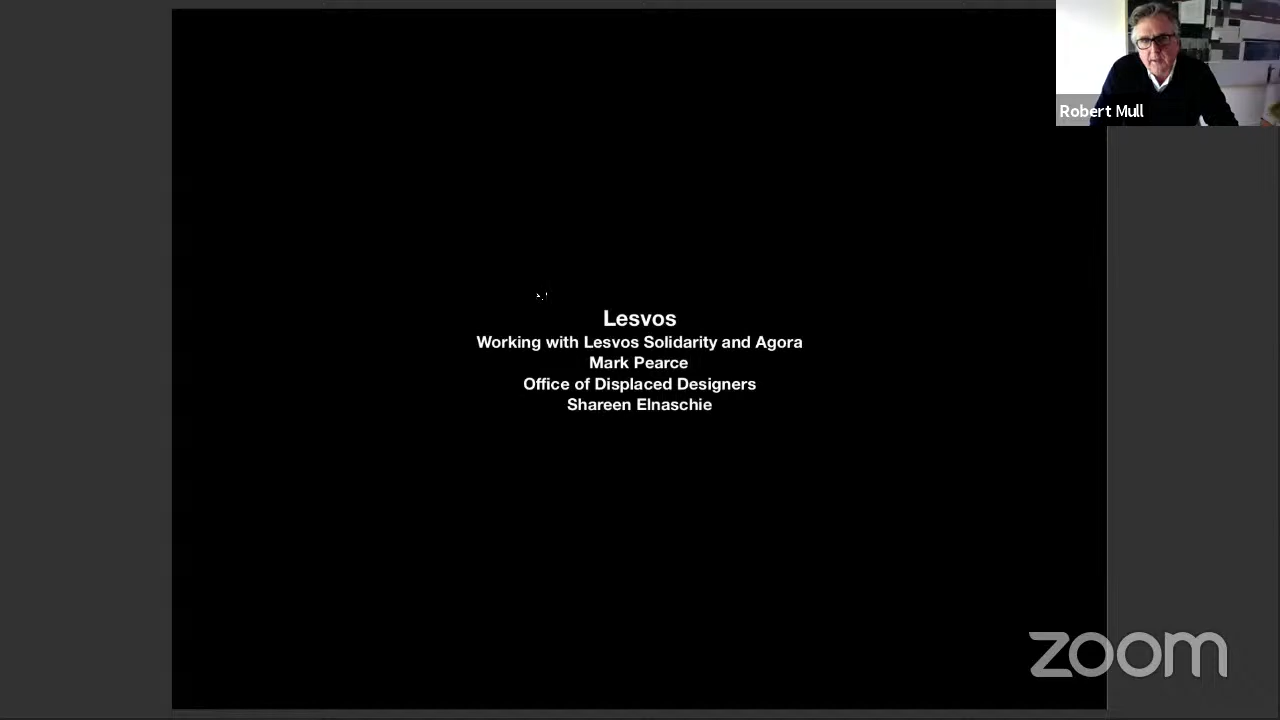 Robert Mull
Lesvos
Working with Lesvos Solidarity and Agora
Mark Pearce
Office of Displaced Designers
Shareen Elnaschie
zoom